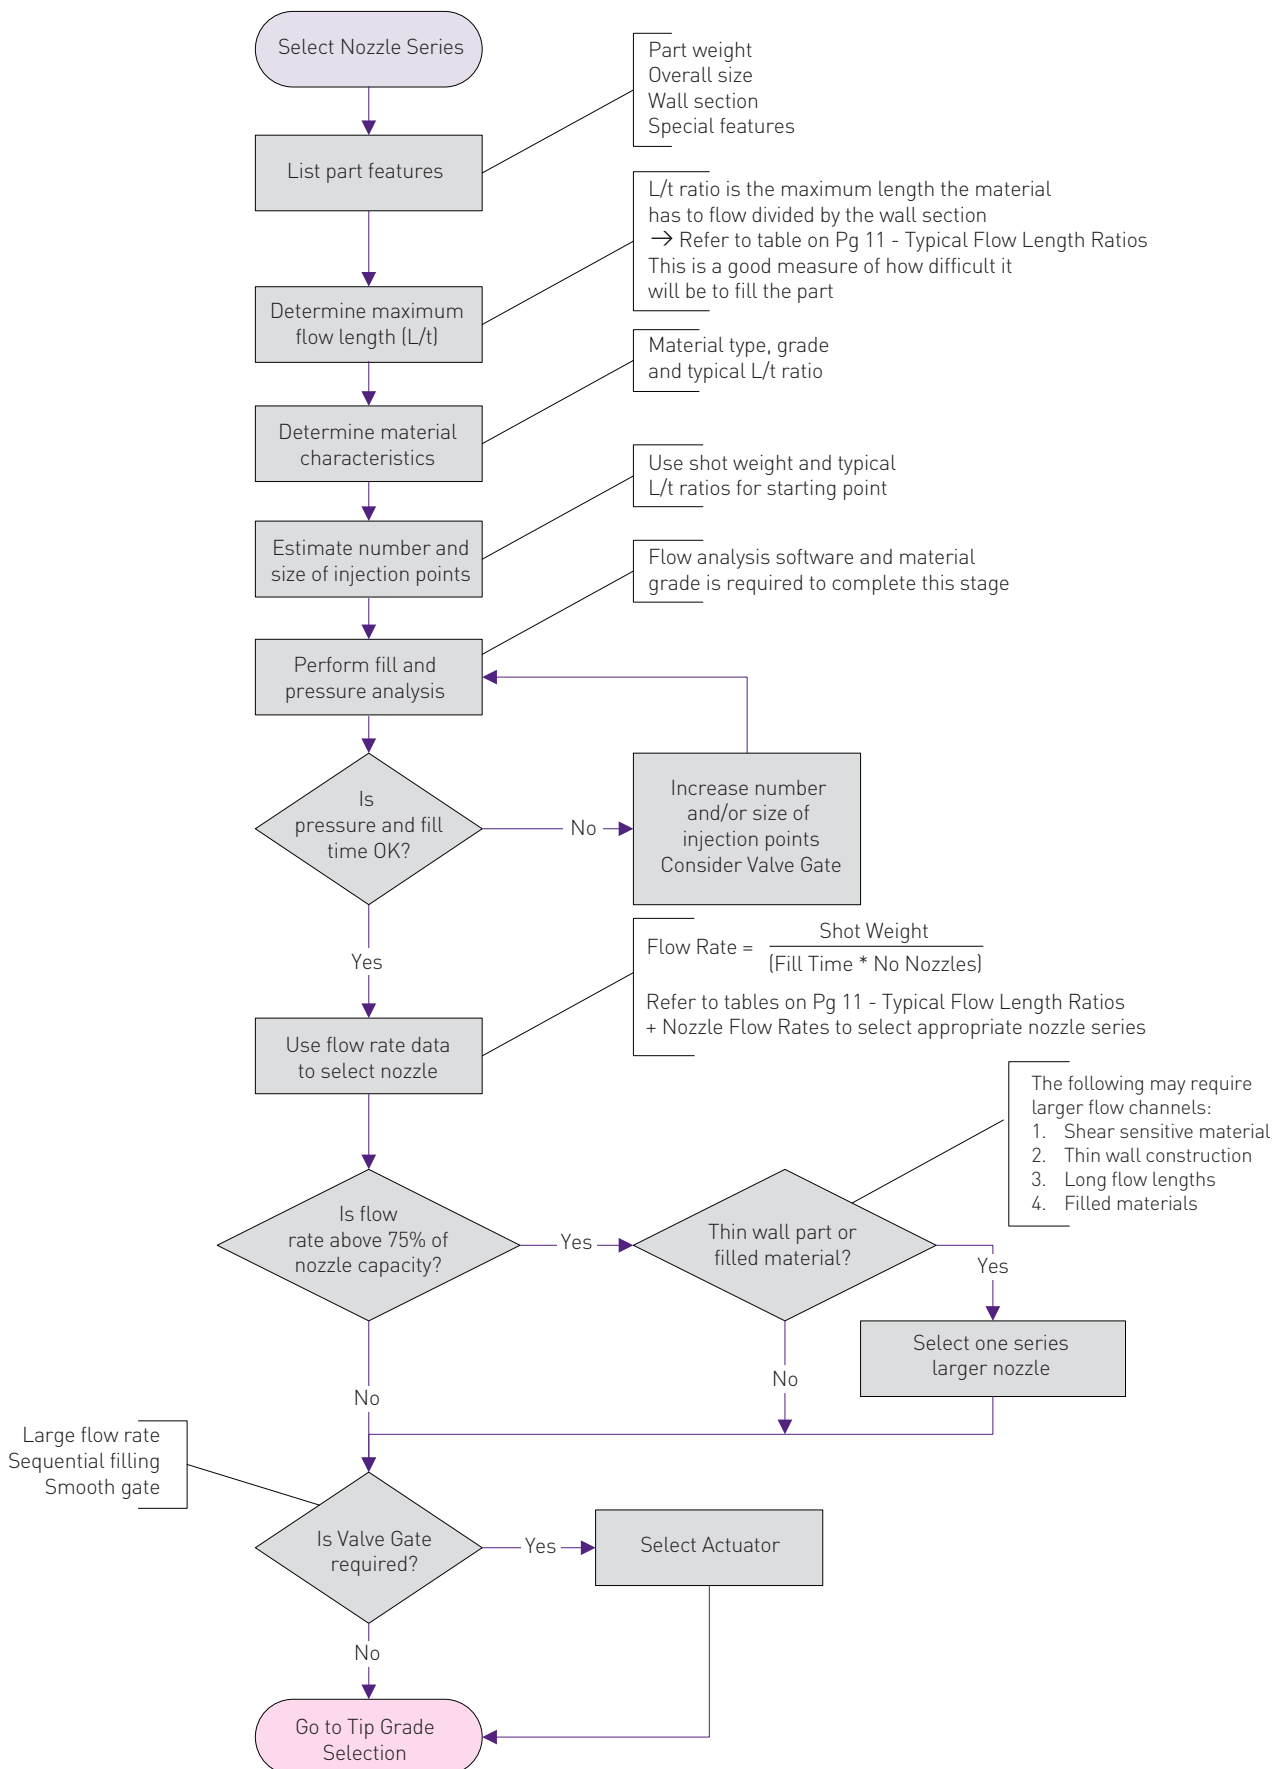 Select Nozzle Series
Part weight
Overall size
Wall section
Special features
List part features
L/t ratio is the maximum length the material
has to flow divided by the wall section
→ Refer to table on Pg 11 - Typical Flow Length Ratios
This is a good measure of how difficult it
will be to fill the part
Determine maximum
flow length (L/t)
Material type, grade
and typical L/t ratio
Determine material
characteristics
Use shot weight and typical
L/t ratios for starting point
Estimate number and
size of injection points
Flow analysis software and material
grade is required to complete this stage
Perform fill and
pressure analysis
Is
pressure and fill
time OK?
No
Increase number
and/or size of
injection points
Consider Valve Gate
Yes
Flow Rate = Shot Weight
(Fill Time * No Nozzles)
Refer to tables on Pg 11 - Typical Flow Length Ratios
+ Nozzle Flow Rates to select appropriate nozzle series
Use flow rate data
to select nozzle
The following may require
larger flow channels:
1. Shear sensitive material
2. Thin wall construction
3. Long flow lengths
4. Filled materials
Is flow
rate above 75% of
nozzle capacity?
Yes
Thin wall part or
filled material?
Yes
Select one series
larger nozzle
No
No
Large flow rate
Sequential filling
Smooth gate
Is Valve Gate
required?
Yes
Select Actuator
No
Go to Tip Grade
Selection